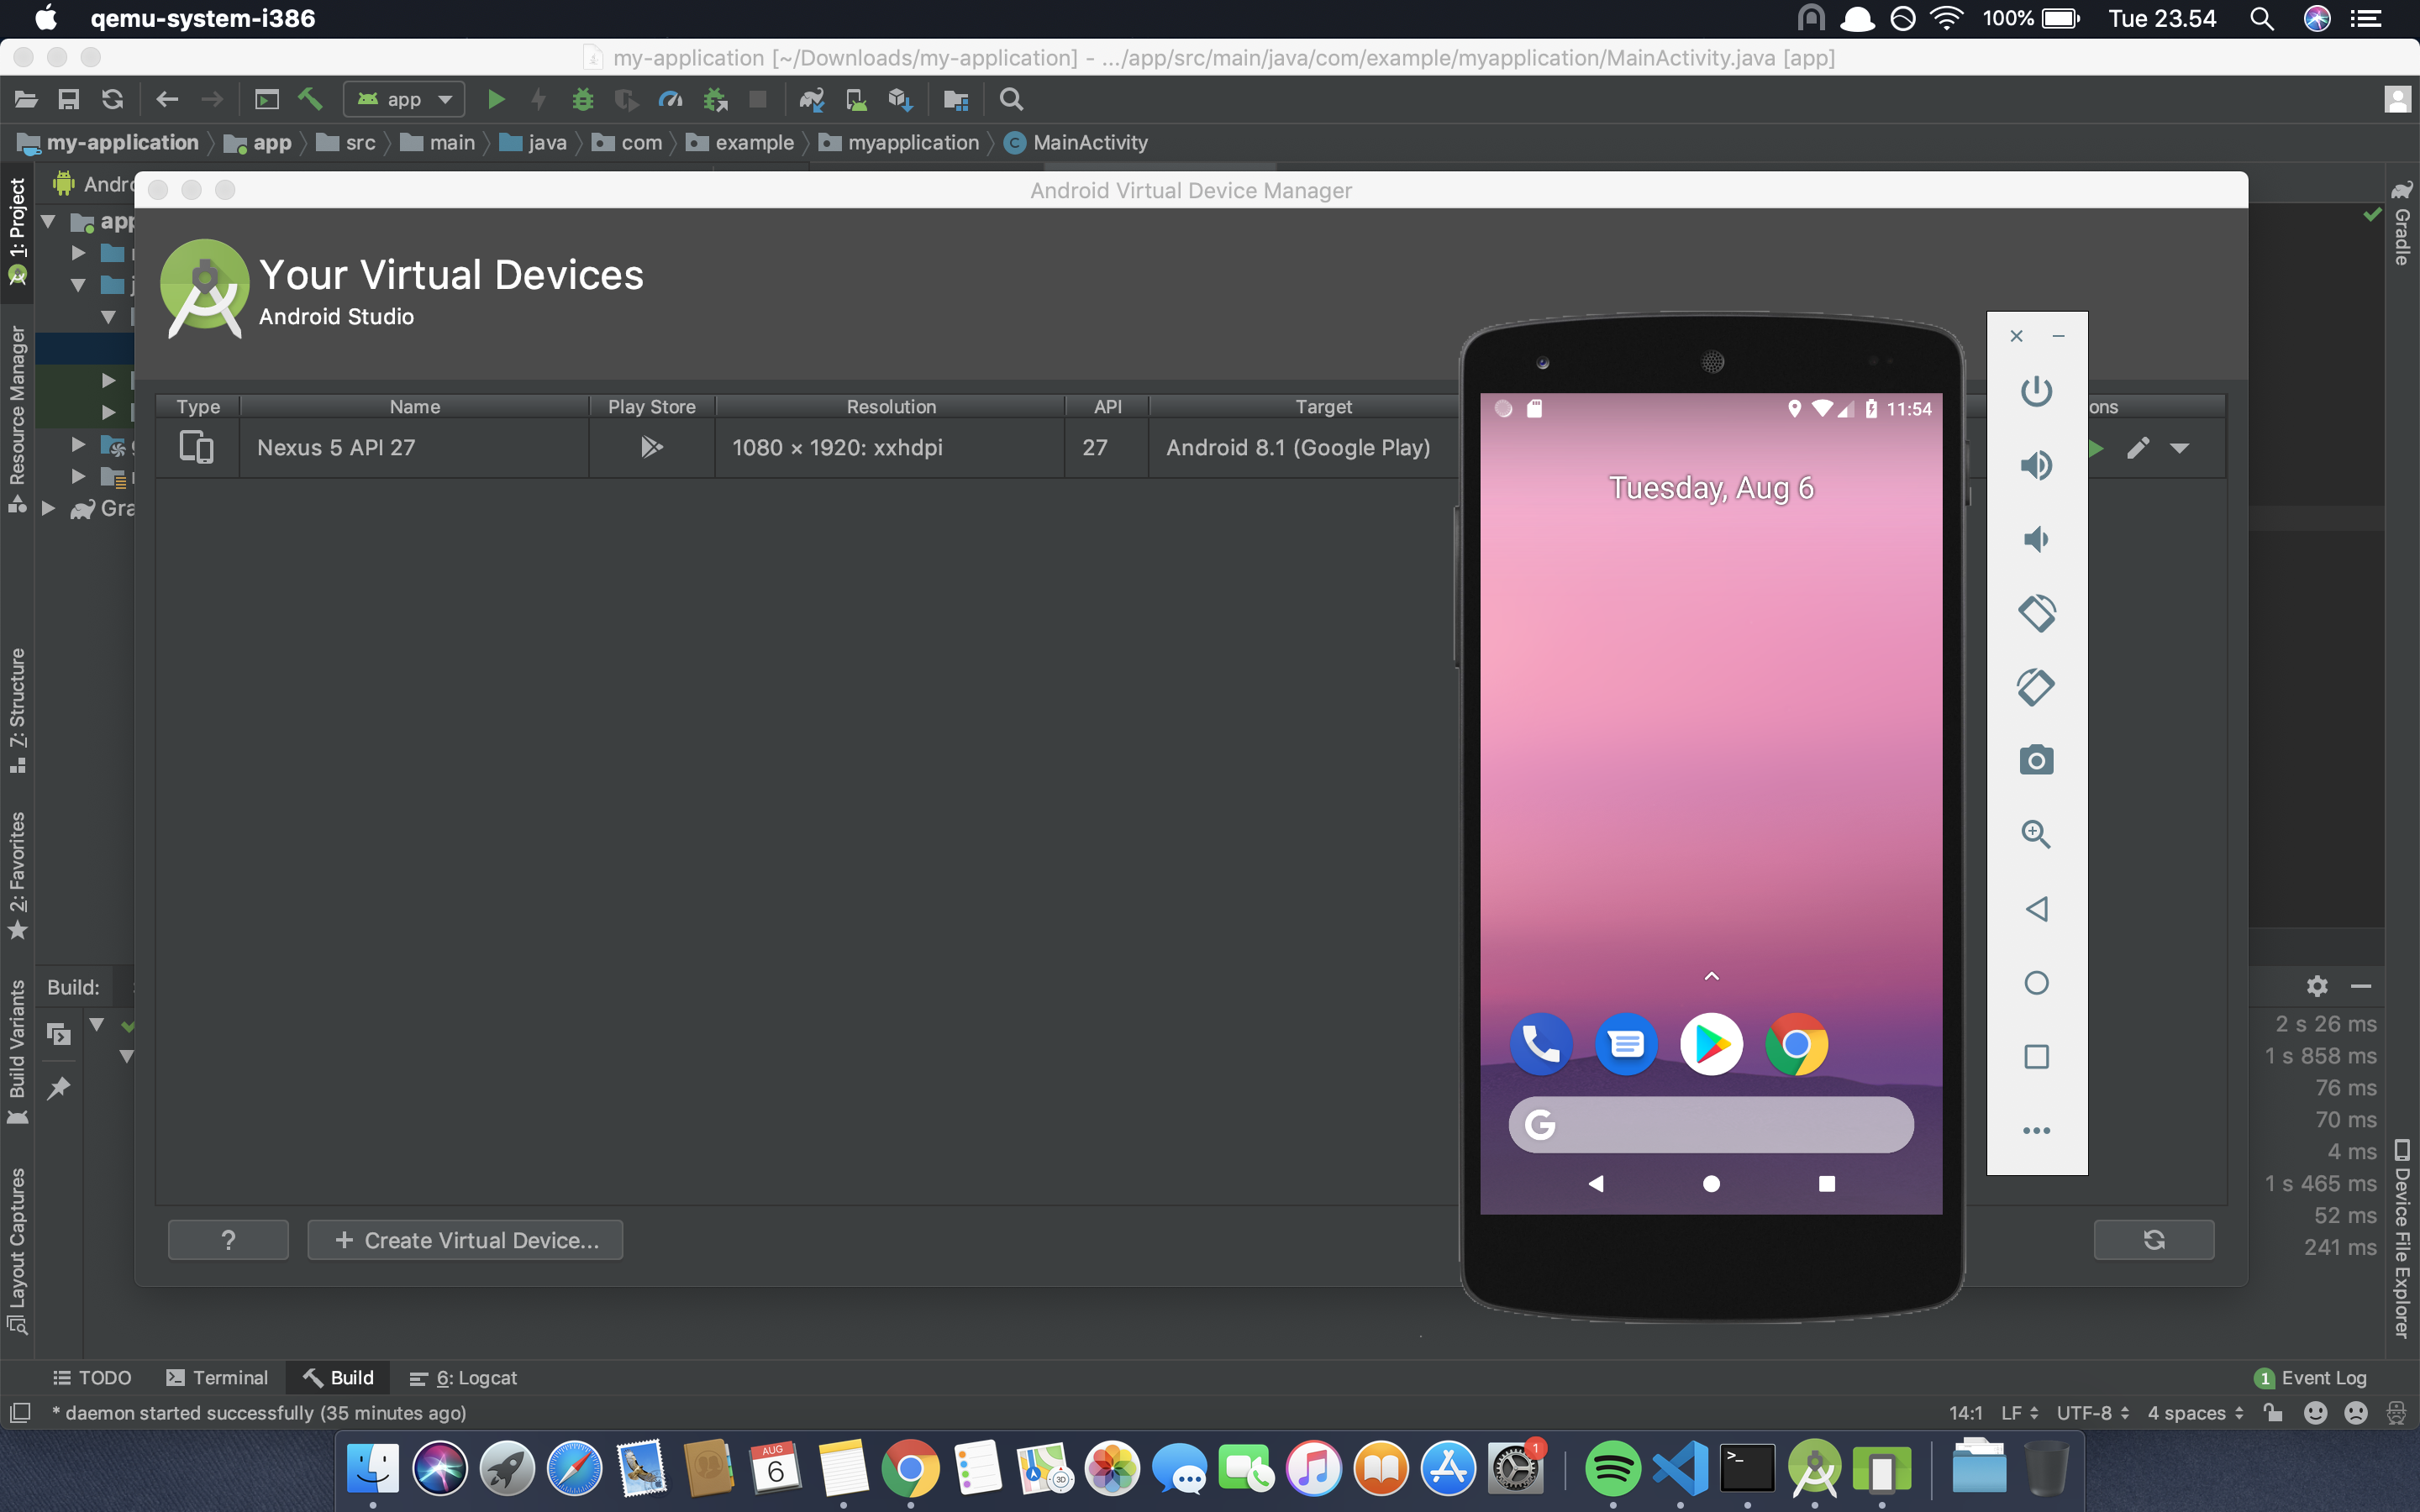 qemu-system-i386
100%
Tue 23.54
my-application [~/Downloads/my-application] - .../app/src/main/java/com/example/myapplication/MainActivity.java [app]
app
my-application
app
src
main
java
com
example
myapplication
MainActivity
1: Project
Resource Manager
7: Structure
2: Favorites
Build Variants
Layout Captures
app
Gra
Android Virtual Device Manager
Your Virtual Devices
Android Studio
Type Name Play Store Resolution API Target ons
Nexus 5 API 27 1080 × 1920: xxhdpi 27 Android 8.1 (Google Play)
11:54
Tuesday, Aug 6
G
? + Create Virtual Device...
Gradle
Device File Explorer
Build:
2 s 26 ms
1 s 858 ms
76 ms
70 ms
4 ms
1 s 465 ms
52 ms
241 ms
TODO Terminal Build 6: Logcat 1 Event Log
* daemon started successfully (35 minutes ago) 14:1 LF UTF-8 4 spaces
AUG
6
3D
1
>_